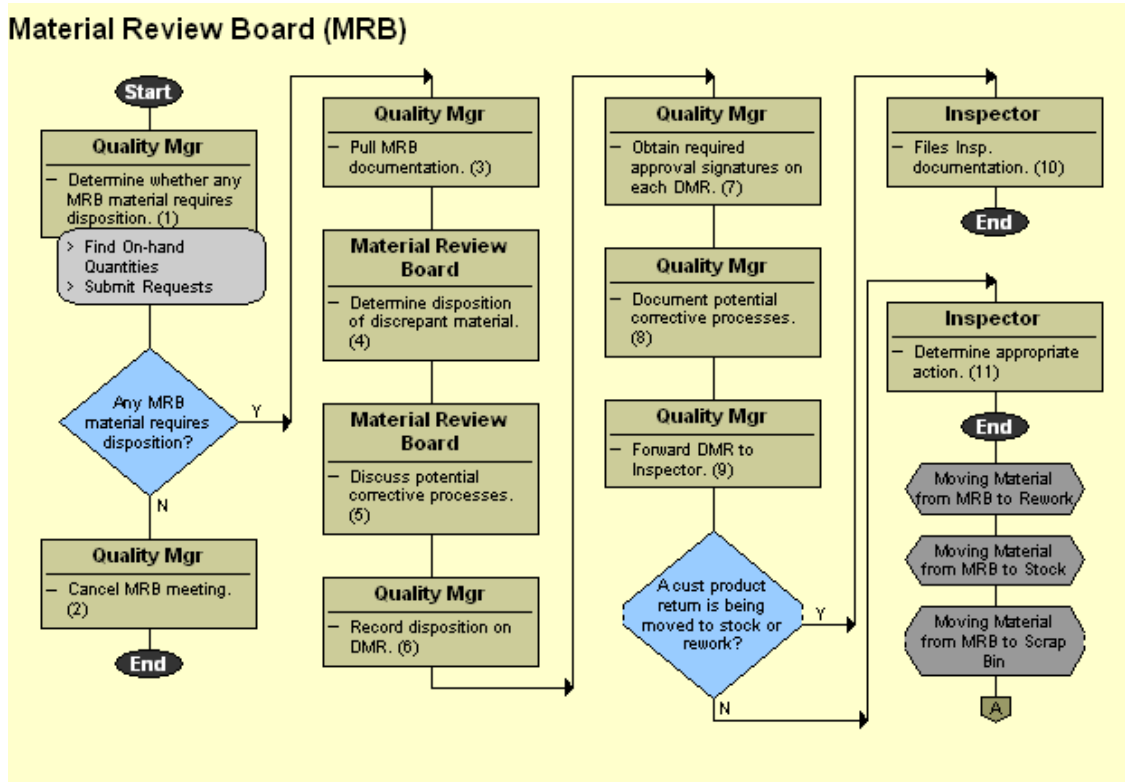 Material Review Board (MRB)
Start
Quality Mgr
– Determine whether any
MRB material requires
disposition. (1)
> Find On-hand
Quantities
> Submit Requests
Any MRB
material requires
disposition?
Y
N
Quality Mgr
– Cancel MRB meeting.
(2)
End
Quality Mgr
– Pull MRB
documentation. (3)
Material Review
Board
– Determine disposition
of discrepant material.
(4)
Material Review
Board
– Discuss potential
corrective processes.
(5)
Quality Mgr
– Record disposition on
DMR. (6)
Quality Mgr
– Obtain required
approval signatures on
each DMR. (7)
Quality Mgr
– Document potential
corrective processes.
(8)
Quality Mgr
– Forward DMR to
Inspector. (9)
A cust product
return is being
moved to stock or
rework?
Y
N
Inspector
– Files Insp.
documentation. (10)
End
Inspector
– Determine appropriate
action. (11)
End
Moving Material
from MRB to Rework
Moving Material
from MRB to Stock
Moving Material
from MRB to Scrap
Bin
A